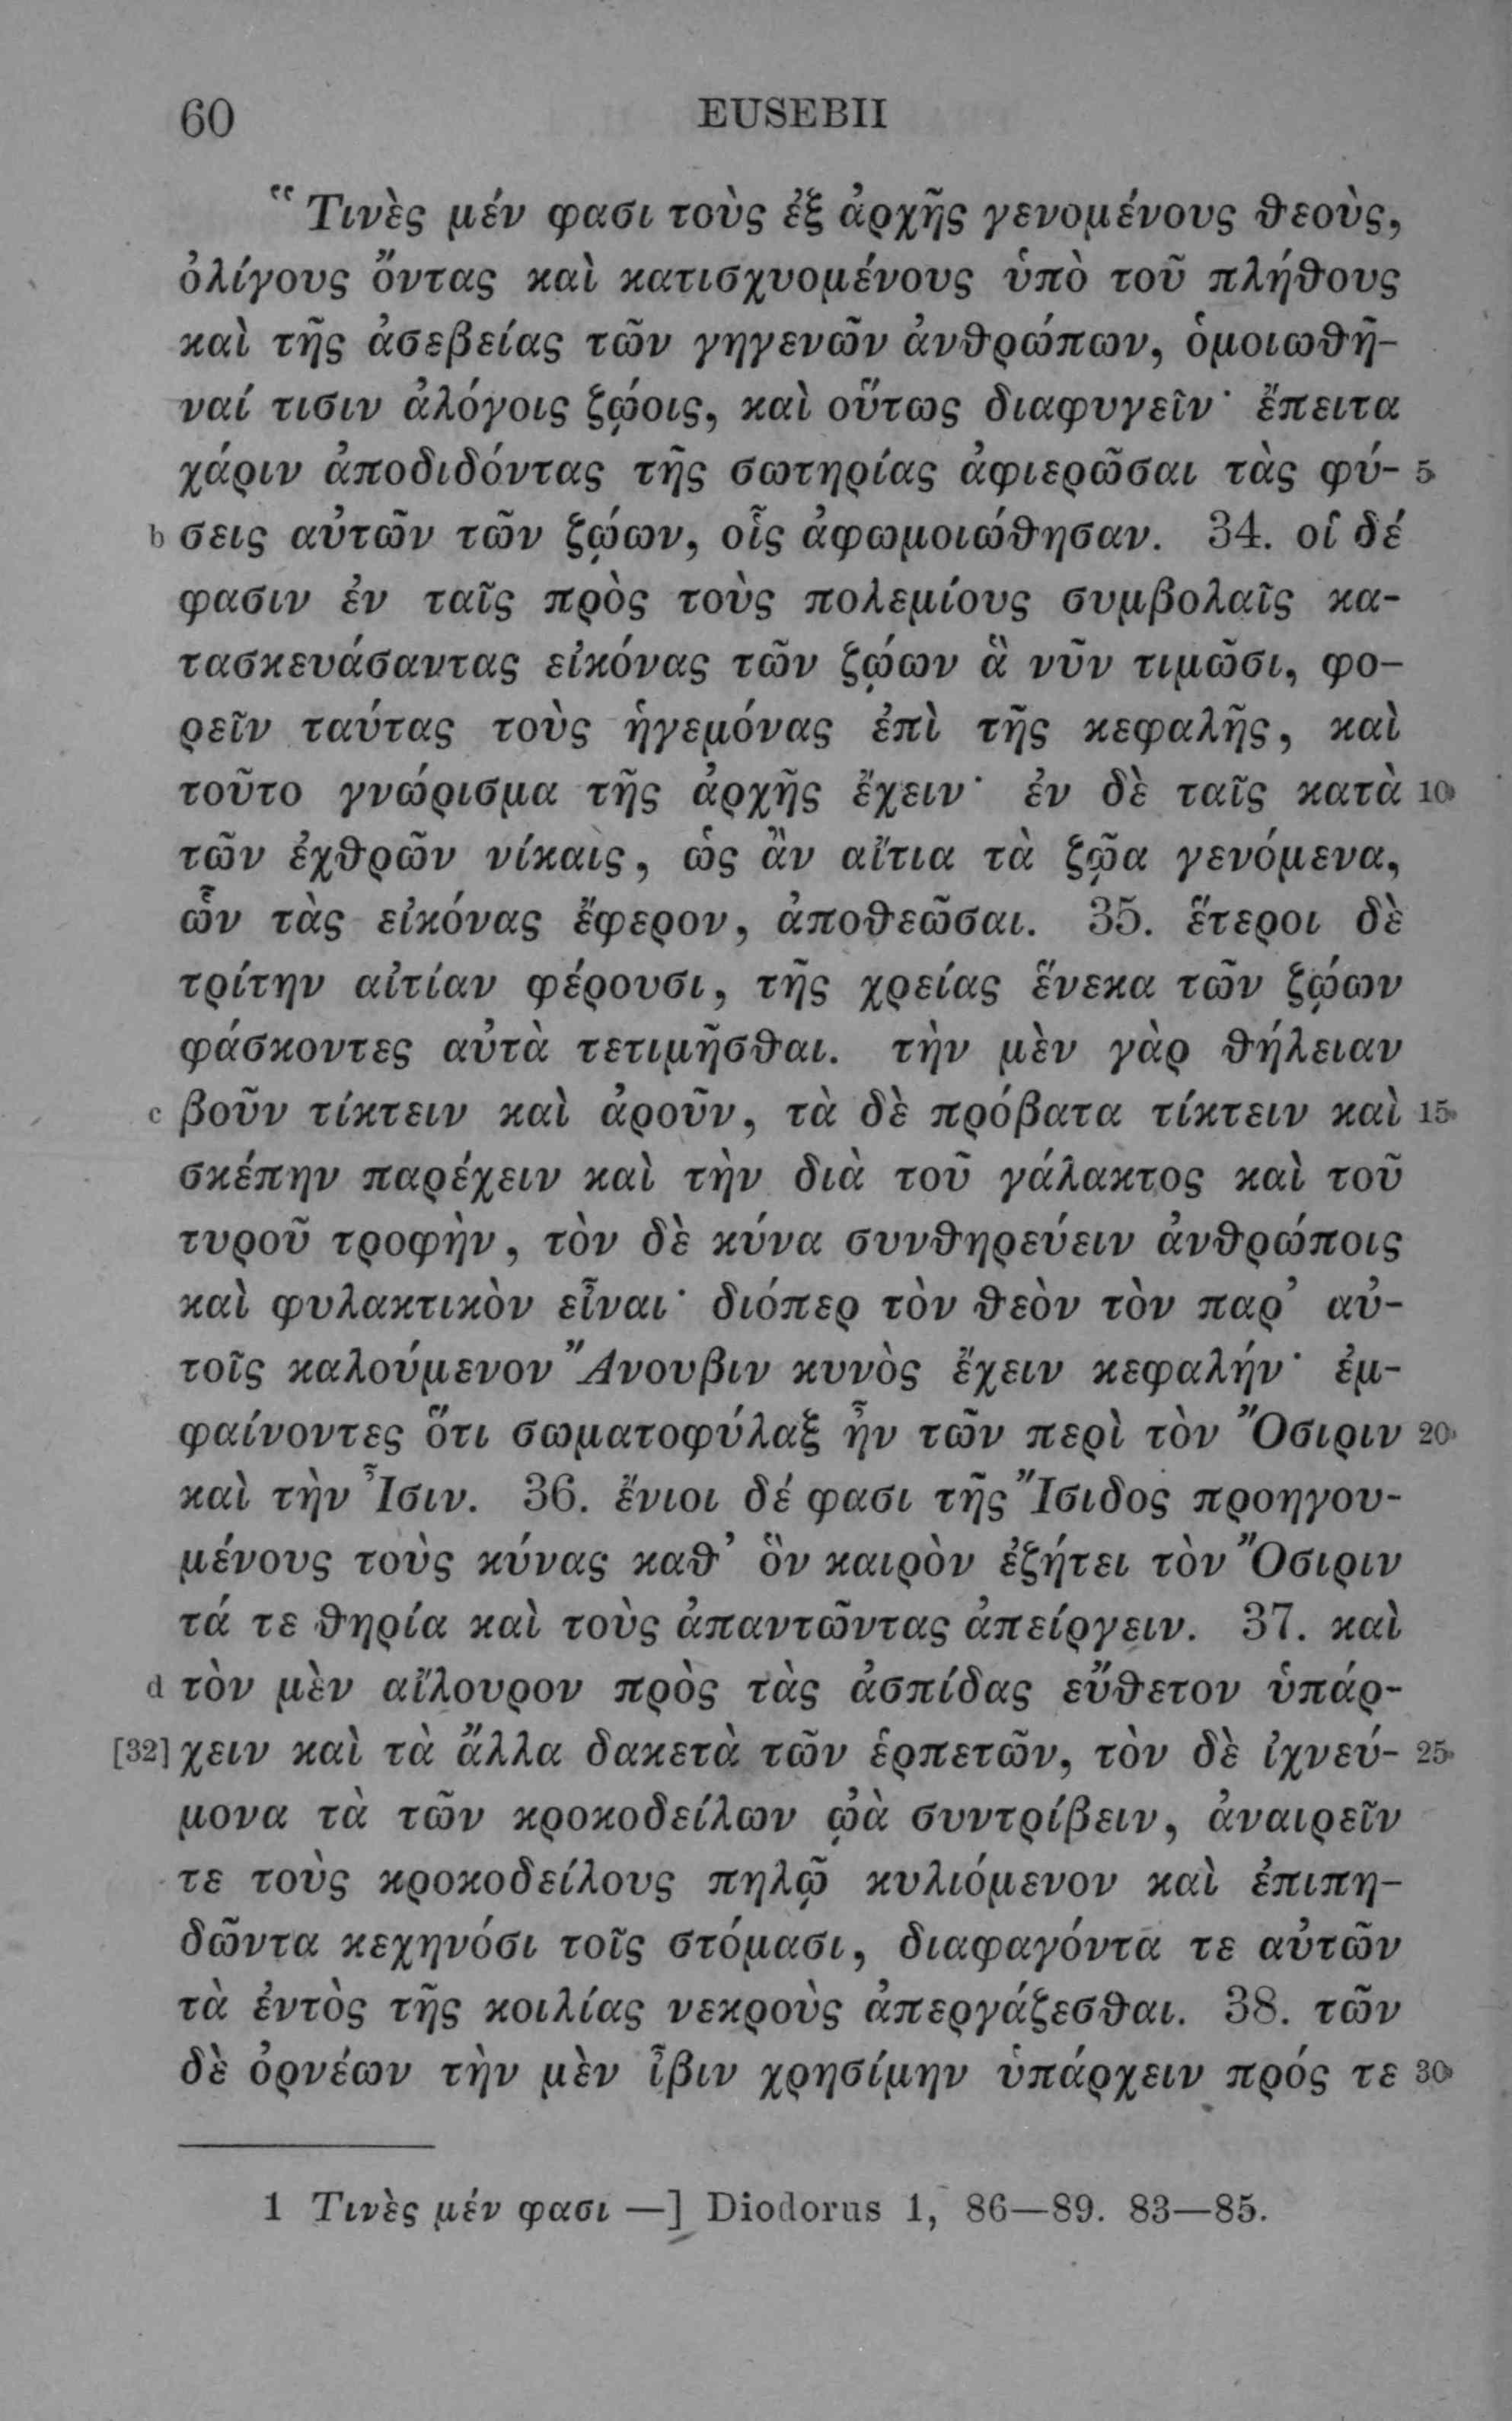 60
EUSEBII
“Τινὲς μέν φασι τοὺς ἐξ ἀρχῆς γενομένους θεοὺς,
ὀλίγους ὄντας καὶ κατισχυομένους ὑπὸ τοῦ πλήθους
καὶ τῆς ἀσεβείας τῶν γηγενῶν ἀνθρώπων, ὁμοιωθῆ-
ναί τισιν ἀλόγοις ζῴοις, καὶ οὕτως διαφυγεῖν· ἔπειτα
χάριν ἀποδιδόντας τῆς σωτηρίας ἀφιερῶσαι τὰς φύ- 5
b σεις αὐτῶν τῶν ζῴων, οἷς ἀφωμοιώθησαν. 34. οἱ δέ
φασιν ἐν ταῖς πρὸς τοὺς πολεμίους συμβολαῖς κα-
τασκευάσαντας εἰκόνας τῶν ζῴων ἃ νῦν τιμῶσι, φο-
ρεῖν ταύτας τοὺς ἡγεμόνας ἐπὶ τῆς κεφαλῆς, καὶ
τοῦτο γνώρισμα τῆς ἀρχῆς ἔχειν· ἐν δὲ ταῖς κατὰ 10
τῶν ἐχθρῶν νίκαις, ὡς ἂν αἴτια τὰ ζῷα γενόμενα,
ὧν τὰς εἰκόνας ἔφερον, ἀποθεῶσαι. 35. ἕτεροι δὲ
τρίτην αἰτίαν φέρουσι, τῆς χρείας ἕνεκα τῶν ζῴων
φάσκοντες αὐτὰ τετιμῆσθαι. τὴν μὲν γὰρ θήλειαν
c βοῦν τίκτειν καὶ ἀροῦν, τὰ δὲ πρόβατα τίκτειν καὶ 15
σκέπην παρέχειν καὶ τὴν διὰ τοῦ γάλακτος καὶ τοῦ
τυροῦ τροφὴν, τὸν δὲ κύνα συνθηρεύειν ἀνθρώποις
καὶ φυλακτικὸν εἶναι· διόπερ τὸν θεὸν τὸν παρ’ αὐ-
τοῖς καλούμενον Ἄνουβιν κυνὸς ἔχειν κεφαλήν· ἐμ-
φαίνοντες ὅτι σωματοφύλαξ ἦν τῶν περὶ τὸν Ὄσιριν 20
καὶ τὴν Ἶσιν. 36. ἔνιοι δέ φασι τῆς Ἴσιδος προηγου-
μένους τοὺς κύνας καθ’ ὃν καιρὸν ἐζήτει τὸν Ὄσιριν
τά τε θηρία καὶ τοὺς ἀπαντῶντας ἀπείργειν. 37. καὶ
d τὸν μὲν αἴλουρον πρὸς τὰς ἀσπίδας εὔθετον ὑπάρ-
[32] χειν καὶ τὰ ἄλλα δακετὰ τῶν ἑρπετῶν, τὸν δὲ ἰχνεύ- 25
μονα τὰ τῶν κροκοδείλων ᾠὰ συντρίβειν, ἀναιρεῖν
τε τοὺς κροκοδείλους πηλῷ κυλιόμενον καὶ ἐπιπη-
δῶντα κεχηνόσι τοῖς στόμασι, διαφαγόντα τε αὐτῶν
τὰ ἐντὸς τῆς κοιλίας νεκροὺς ἀπεργάζεσθαι. 38. τῶν
δὲ ὀρνέων τὴν μὲν ἶβιν χρησίμην ὑπάρχειν πρός τε 30
1 Τινὲς μέν φασι —] Diodorus 1, 86—89. 83—85.